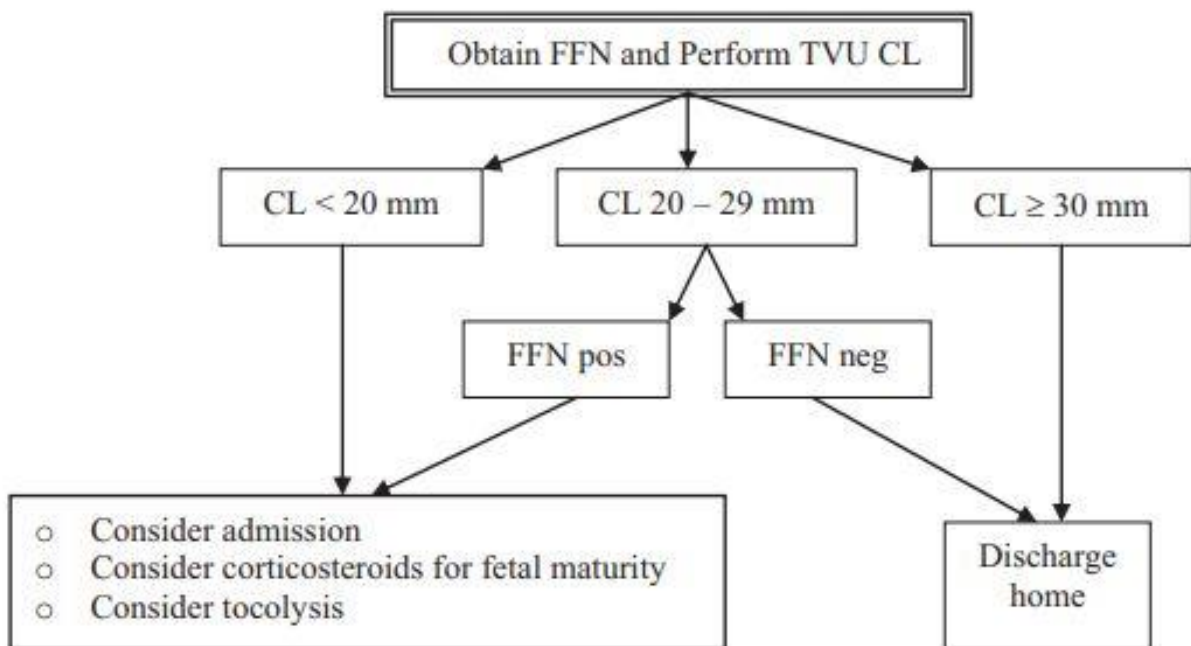 Obtain FFN and Perform TVU CL
CL < 20 mm
CL 20 – 29 mm
CL ≥ 30 mm
FFN pos
FFN neg
○ Consider admission
○ Consider corticosteroids for fetal maturity
○ Consider tocolysis
Discharge
home